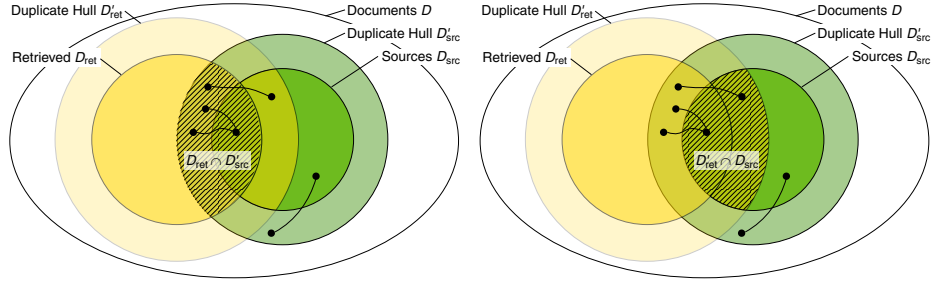 Duplicate Hull D′ret
Documents D
Duplicate Hull D′src
Retrieved Dret
Sources Dsrc
Dret ∩ D′src
Duplicate Hull D′ret
Documents D
Duplicate Hull D′src
Retrieved Dret
Sources Dsrc
D′ret ∩ Dsrc